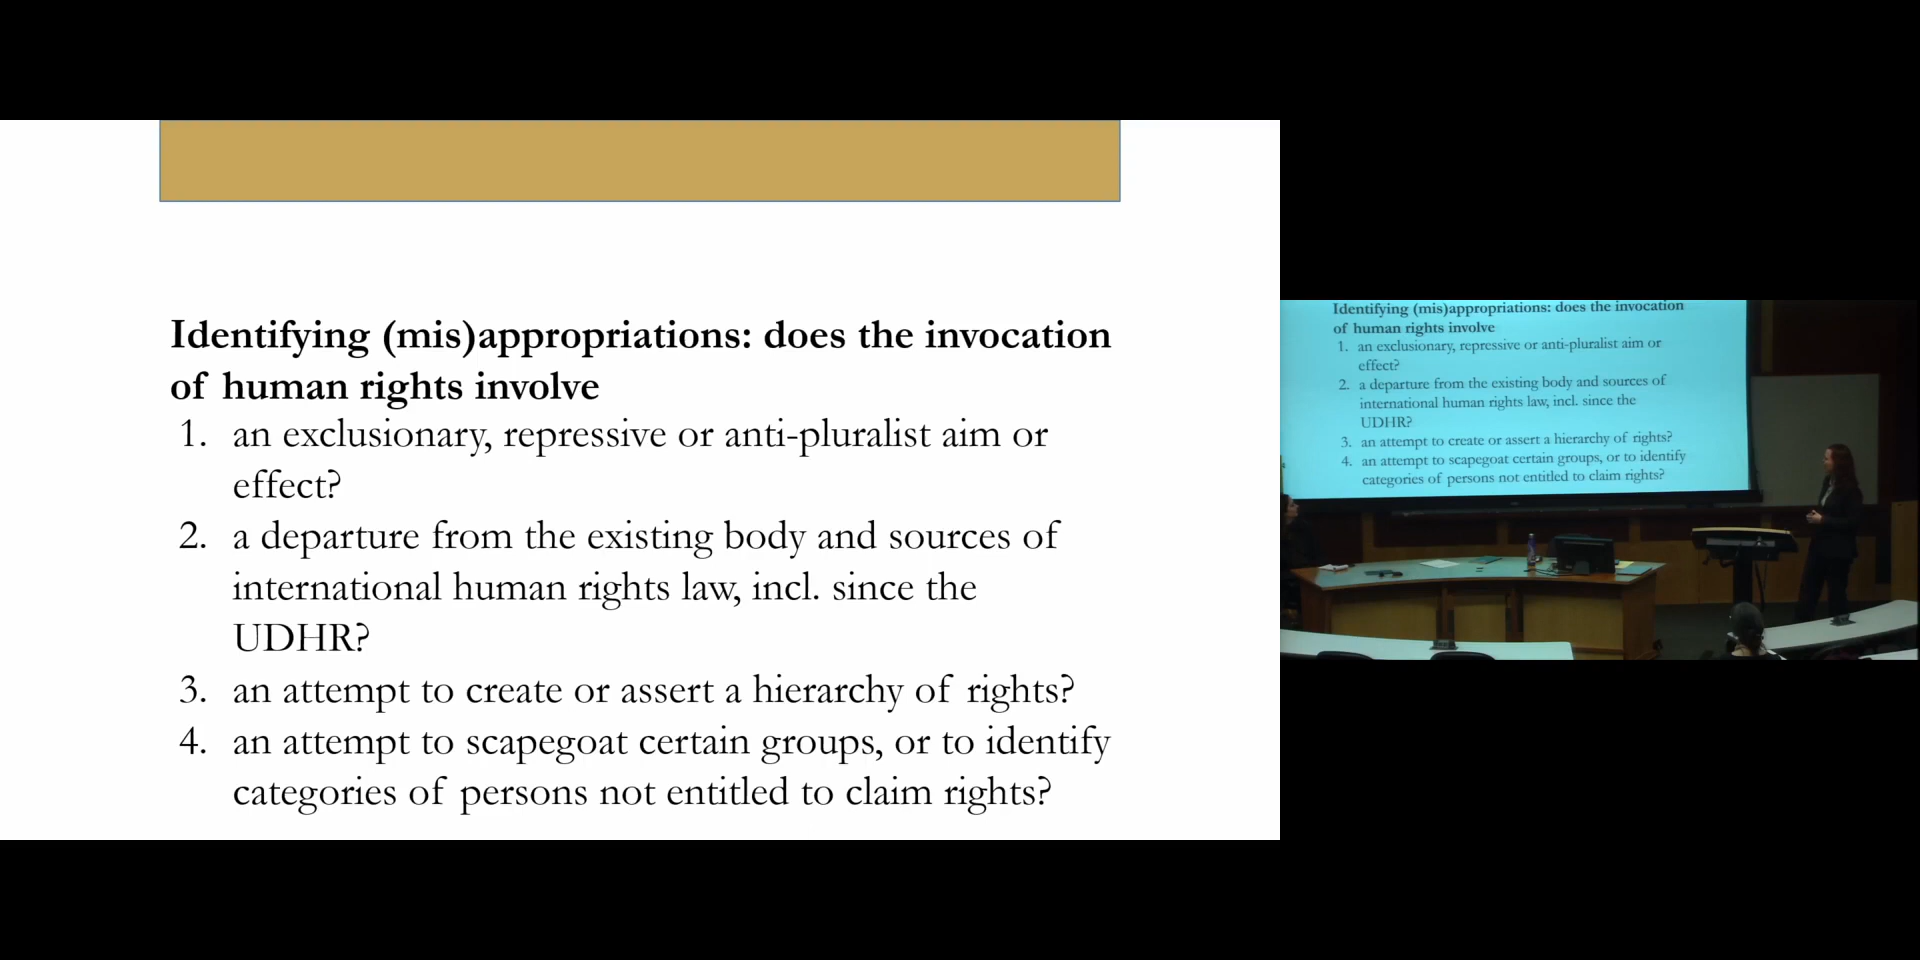 Identifying (mis)appropriations: does the invocation
of human rights involve
1. an exclusionary, repressive or anti-pluralist aim or
effect?
2. a departure from the existing body and sources of
international human rights law, incl. since the
UDHR?
3. an attempt to create or assert a hierarchy of rights?
4. an attempt to scapegoat certain groups, or to identify
categories of persons not entitled to claim rights?
Identifying (mis)appropriations: does the invocation
of human rights involve
1. an exclusionary, repressive or anti-pluralist aim or
effect?
2. a departure from the existing body and sources of
international human rights law, incl. since the
UDHR?
3. an attempt to create or assert a hierarchy of rights?
4. an attempt to scapegoat certain groups, or to identify
categories of persons not entitled to claim rights?